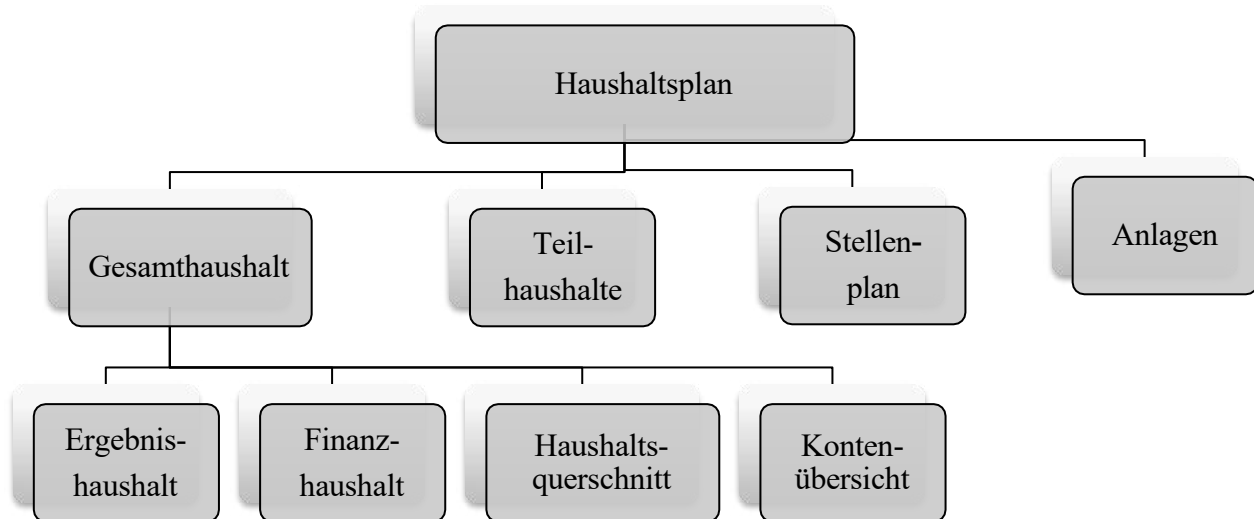 Haushaltsplan
Gesamthaushalt
Teil-
haushalte
Stellen-
plan
Anlagen
Ergebnis-
haushalt
Finanz-
haushalt
Haushalts-
querschnitt
Konten-
übersicht